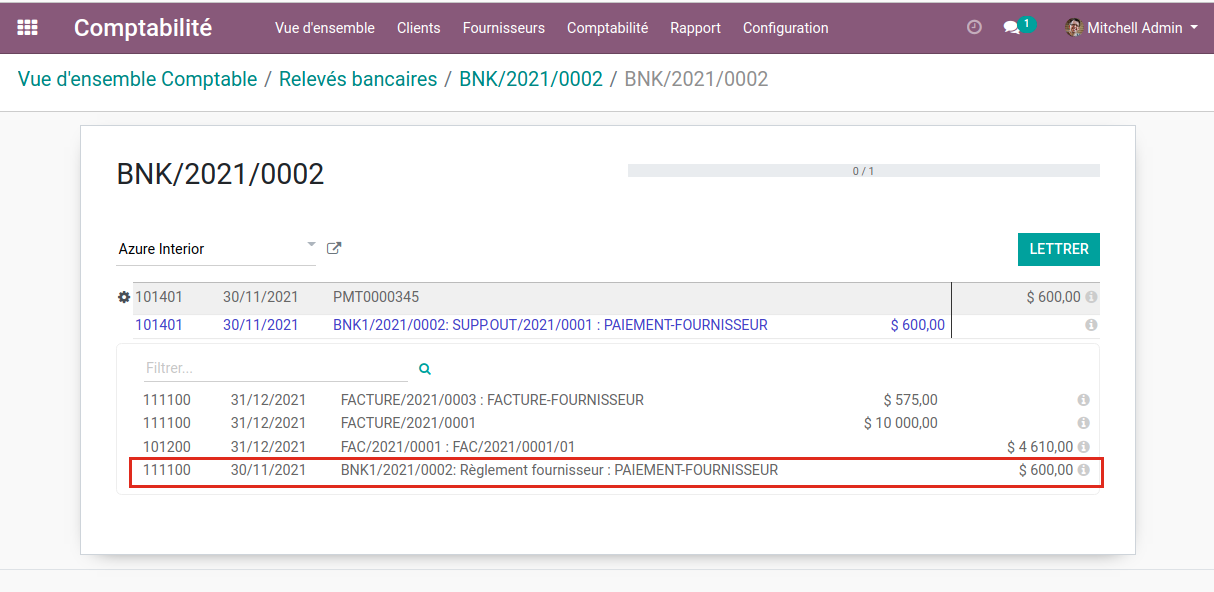 Comptabilité Vue d'ensemble Clients Fournisseurs Comptabilité Rapport Configuration 1 Mitchell Admin
Vue d'ensemble Comptable / Relevés bancaires / BNK/2021/0002 / BNK/2021/0002
BNK/2021/0002
0 / 1
Azure Interior
LETTRER
101401 30/11/2021 PMT0000345 $ 600,00
101401 30/11/2021 BNK1/2021/0002: SUPP.OUT/2021/0001 : PAIEMENT-FOURNISSEUR $ 600,00
Filtrer...
111100 31/12/2021 FACTURE/2021/0003 : FACTURE-FOURNISSEUR $ 575,00
111100 31/12/2021 FACTURE/2021/0001 $ 10 000,00
101200 31/12/2021 FAC/2021/0001 : FAC/2021/0001/01 $ 4 610,00
111100 30/11/2021 BNK1/2021/0002: Règlement fournisseur : PAIEMENT-FOURNISSEUR $ 600,00